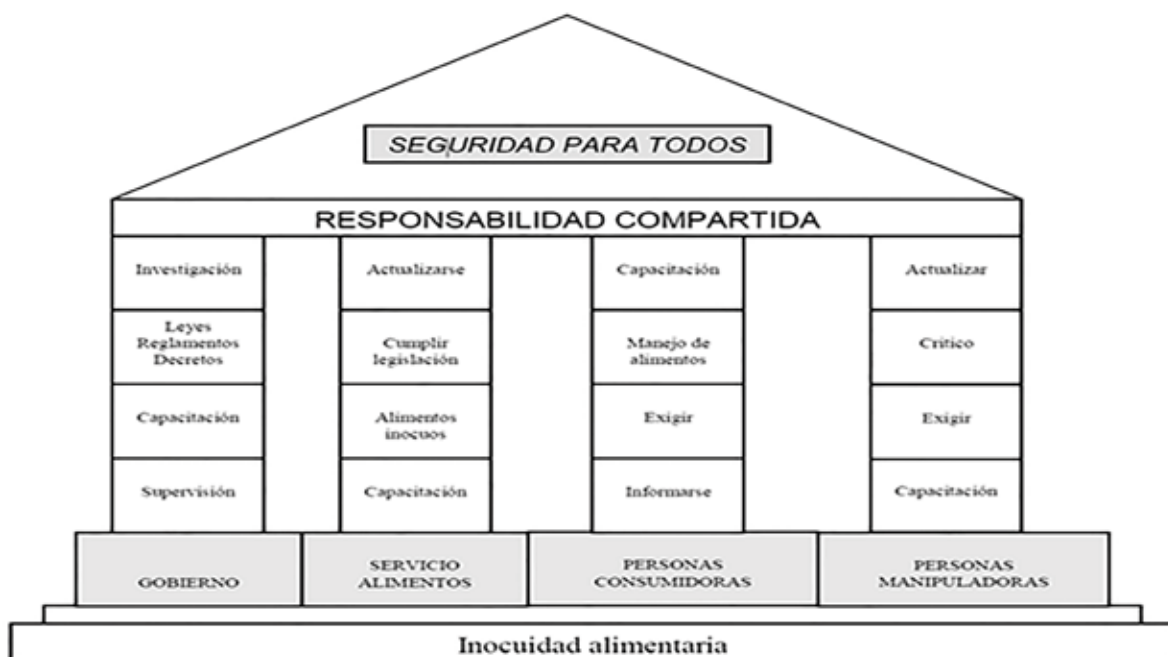 SEGURIDAD PARA TODOS
RESPONSABILIDAD COMPARTIDA
Investigación
Leyes
Reglamentos
Decretos
Capacitación
Supervisión
GOBIERNO
Actualizarse
Cumplir
legislación
Alimentos
inocuos
Capacitación
SERVICIO
ALIMENTOS
Capacitación
Manejo de
alimentos
Exigir
Informarse
PERSONAS
CONSUMIDORAS
Actualizar
Crítico
Exigir
Capacitación
PERSONAS
MANIPULADORAS
Inocuidad alimentaria